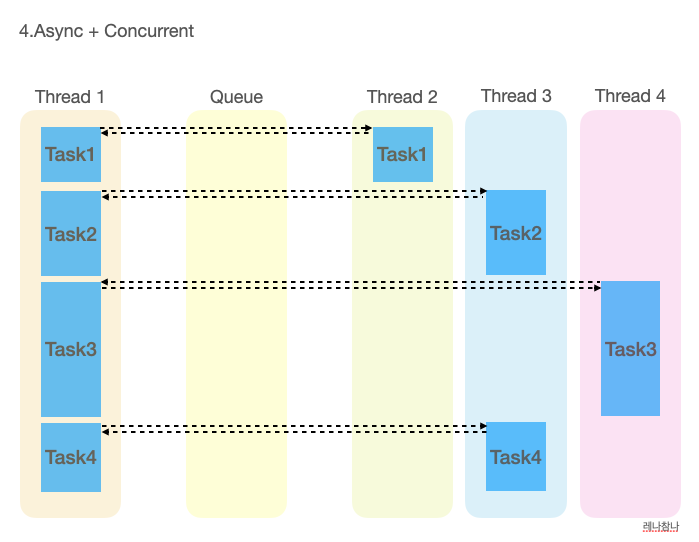 4.Async + Concurrent
Thread 1 Queue Thread 2 Thread 3 Thread 4
Task1 Task1
Task2 Task2
Task3 Task3
Task4 Task4
레나참나